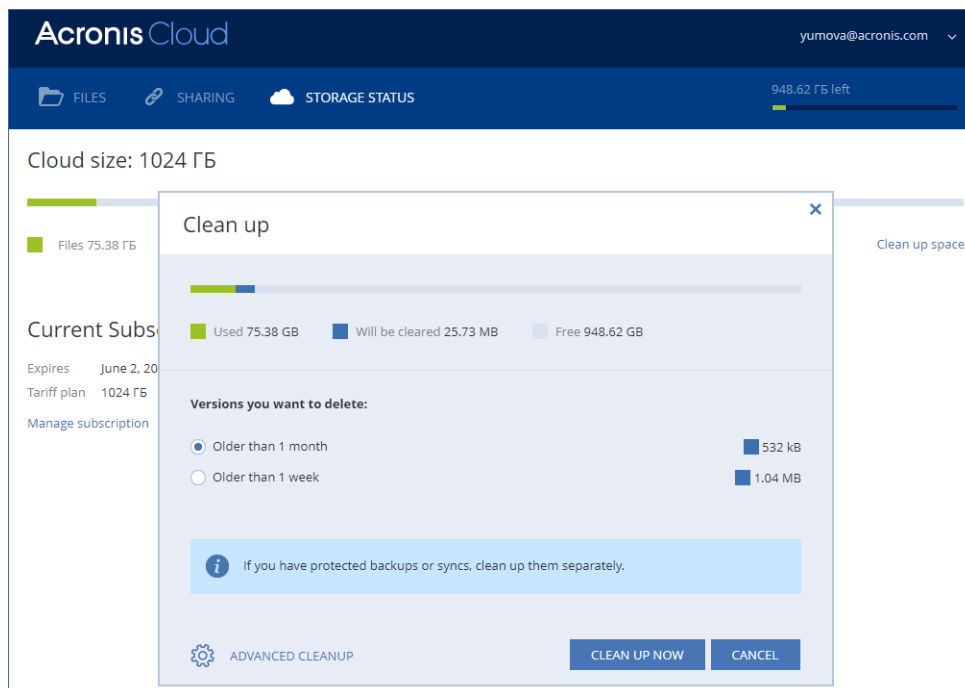 Acronis Cloud
yumova@acronis.com
FILES SHARING STORAGE STATUS
948.62 ГБ left
Cloud size: 1024 ГБ
Files 75.38 ГБ
Clean up space
Current Subs
Expires June 2, 20
Tariff plan 1024 ГБ
Manage subscription
Clean up
Used 75.38 GB Will be cleared 25.73 MB Free 948.62 GB
Versions you want to delete:
Older than 1 month 532 kB
Older than 1 week 1.04 MB
If you have protected backups or syncs, clean up them separately.
ADVANCED CLEANUP CLEAN UP NOW CANCEL